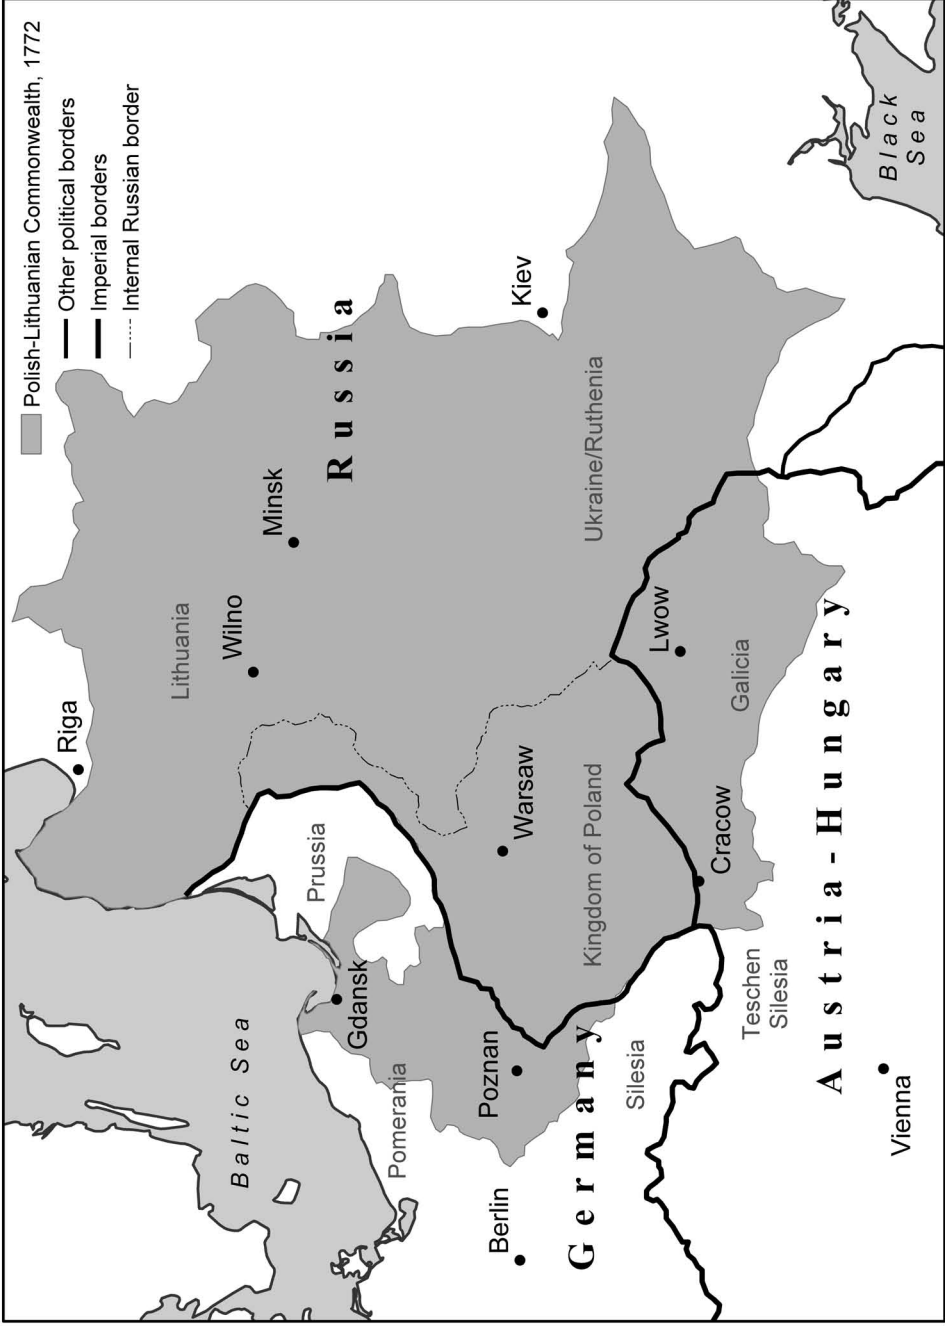 Polish-Lithuanian Commonwealth, 1772
Other political borders
Imperial borders
Internal Russian border
Baltic Sea
Riga
Lithuania
Wilno
Minsk
Russia
Prussia
Gdansk
Pomerania
Berlin
Poznan
Germany
Silesia
Warsaw
Kingdom of Poland
Ukraine/Ruthenia
Kiev
Lwow
Galicia
Cracow
Teschen
Silesia
Austria-Hungary
Vienna
Black
Sea